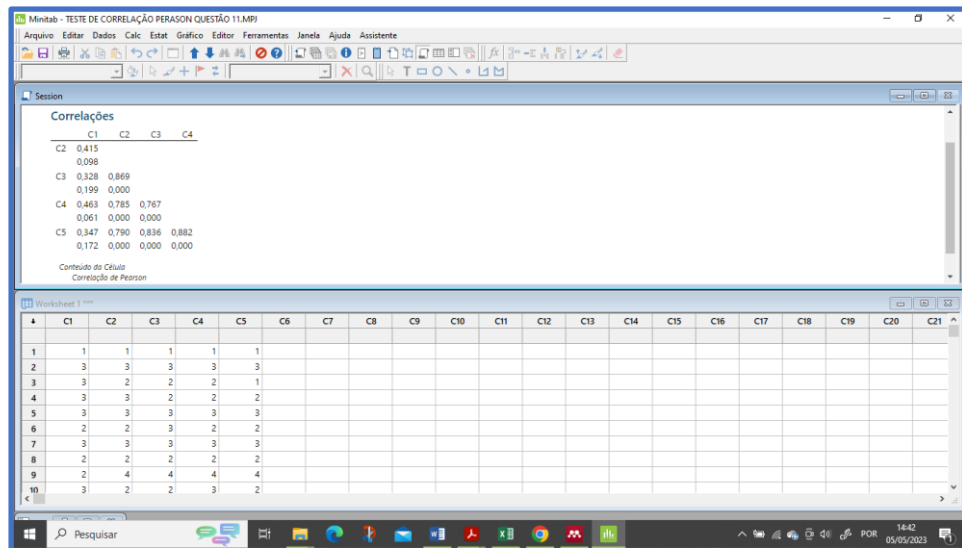 Minitab - TESTE DE CORRELAÇÃO PERASON QUESTÃO 11.MPJ
Arquivo Editar Dados Calc Estat Gráfico Editor Ferramentas Janela Ajuda Assistente
Session
Correlações
C1 C2 C3 C4
C2 0,415
0,098
C3 0,328 0,869
0,199 0,000
C4 0,463 0,785 0,767
0,061 0,000 0,000
C5 0,347 0,790 0,836 0,882
0,172 0,000 0,000 0,000
Conteúdo da Célula
Correlação de Pearson
Worksheet 1 ***
C1 C2 C3 C4 C5 C6 C7 C8 C9 C10 C11 C12 C13 C14 C15 C16 C17 C18 C19 C20 C21
1 1 1 1 1 1
2 3 3 3 3 3
3 3 2 2 2 1
4 3 3 2 2 2
5 3 3 3 3 3
6 2 2 3 2 2
7 3 3 3 3 3
8 2 2 2 2 2
9 2 4 4 4 4
10 3 2 2 3 2
Pesquisar
POR
14:42
05/05/2023